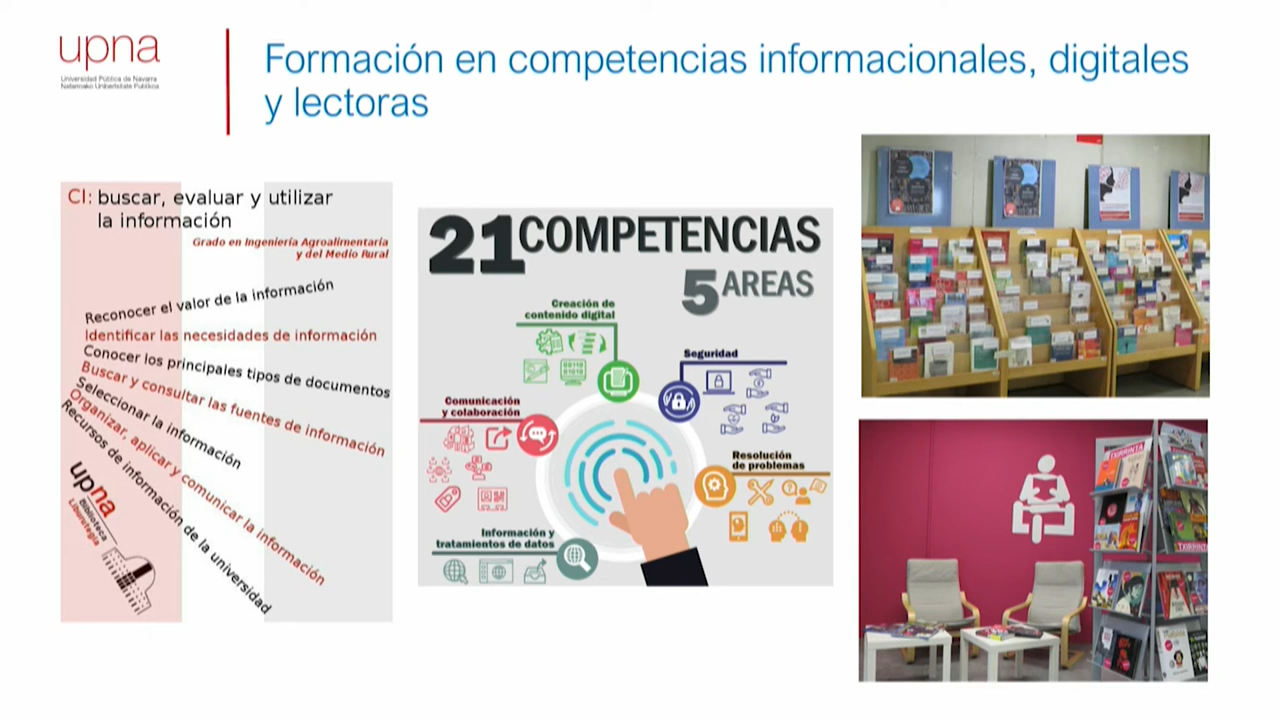 upna
Universidad Pública de Navarra
Nafarroako Unibertsitate Publikoa
Formación en competencias informacionales, digitales
y lectoras
CI: buscar, evaluar y utilizar
la información
Grado en Ingeniería Agroalimentaria
y del Medio Rural
Reconocer el valor de la información
Identificar las necesidades de información
Conocer los principales tipos de documentos
Buscar y consultar las fuentes de información
Seleccionar la información
Organizar, aplicar y comunicar la información
Recursos de información de la universidad
upna
Biblioteca
Liburutegia
21 COMPETENCIAS
5 AREAS
Creación de
contenido digital
Seguridad
Comunicación
y colaboración
Resolución
de problemas
Información y
tratamientos de datos
TXIRRINTA
TXIRRINTA